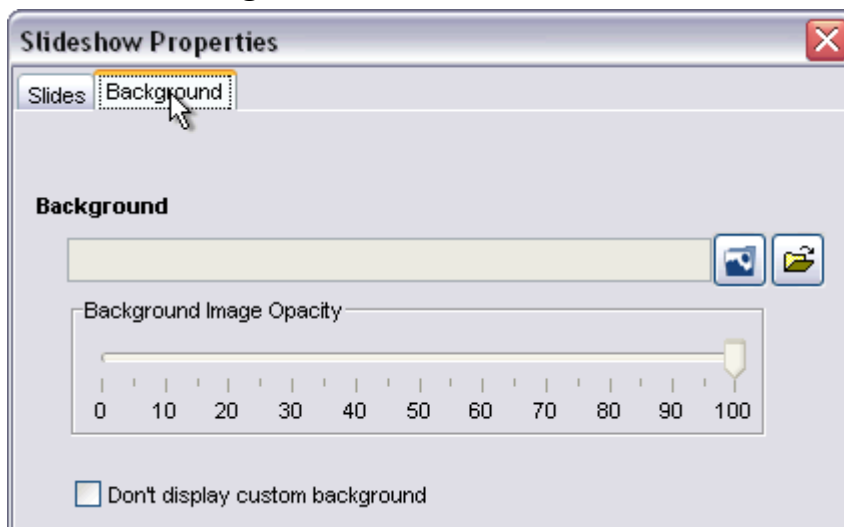 Slideshow Properties
Slides Background
Background
Background Image Opacity
0 10 20 30 40 50 60 70 80 90 100
Don't display custom background